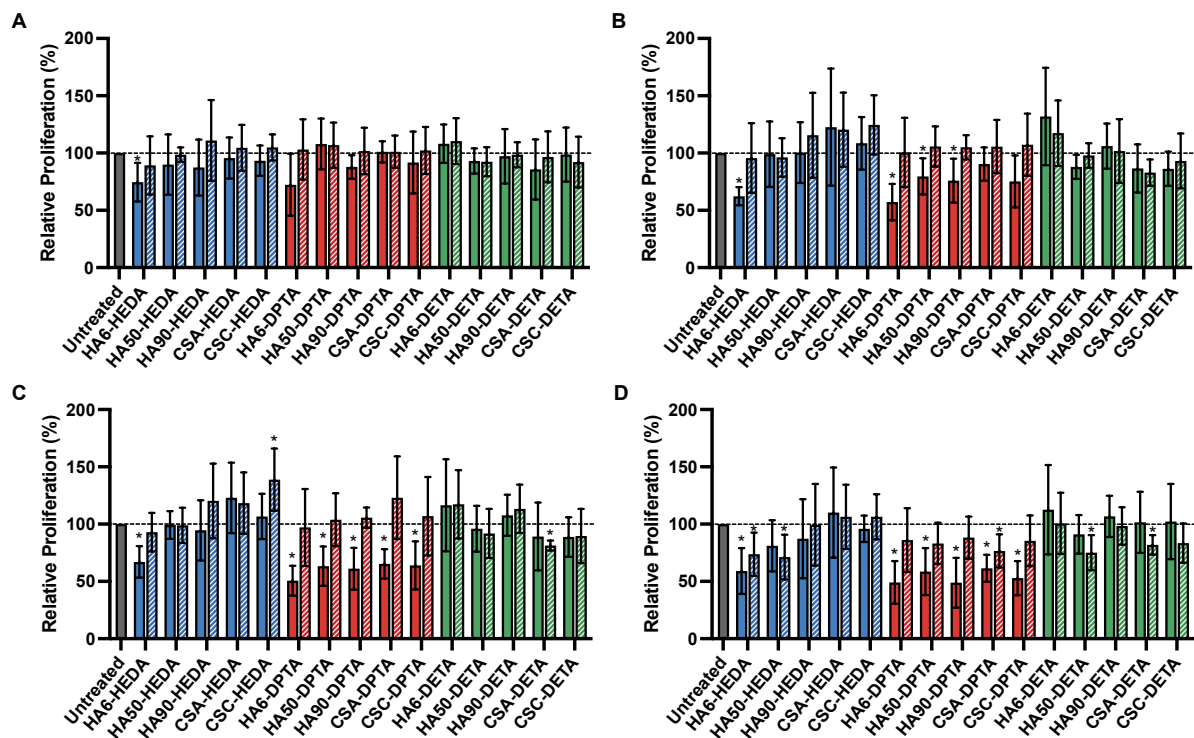 A
Relative Proliferation (%)
200
150
100
50
0
*
Untreated
HA6-HEDA
HA50-HEDA
HA90-HEDA
CSA-HEDA
CSC-HEDA
HA6-DPTA
HA50-DPTA
HA90-DPTA
CSA-DPTA
CSC-DPTA
HA6-DETA
HA50-DETA
HA90-DETA
CSA-DETA
CSC-DETA
B
Relative Proliferation (%)
200
150
100
50
0
* * * *
Untreated
HA6-HEDA
HA50-HEDA
HA90-HEDA
CSA-HEDA
CSC-HEDA
HA6-DPTA
HA50-DPTA
HA90-DPTA
CSA-DPTA
CSC-DPTA
HA6-DETA
HA50-DETA
HA90-DETA
CSA-DETA
CSC-DETA
C
Relative Proliferation (%)
200
150
100
50
0
* * * * * * * *
Untreated
HA6-HEDA
HA50-HEDA
HA90-HEDA
CSA-HEDA
CSC-HEDA
HA6-DPTA
HA50-DPTA
HA90-DPTA
CSA-DPTA
CSC-DPTA
HA6-DETA
HA50-DETA
HA90-DETA
CSA-DETA
CSC-DETA
D
Relative Proliferation (%)
200
150
100
50
0
* * * * * * * * * * *
Untreated
HA6-HEDA
HA50-HEDA
HA90-HEDA
CSA-HEDA
CSC-HEDA
HA6-DPTA
HA50-DPTA
HA90-DPTA
CSA-DPTA
CSC-DPTA
HA6-DETA
HA50-DETA
HA90-DETA
CSA-DETA
CSC-DETA